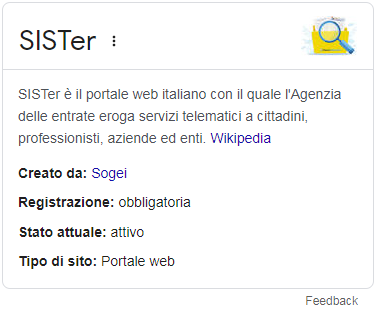 SISTer
SISTer è il portale web italiano con il quale l'Agenzia
delle entrate eroga servizi telematici a cittadini,
professionisti, aziende ed enti. Wikipedia
Creato da: Sogei
Registrazione: obbligatoria
Stato attuale: attivo
Tipo di sito: Portale web
Feedback